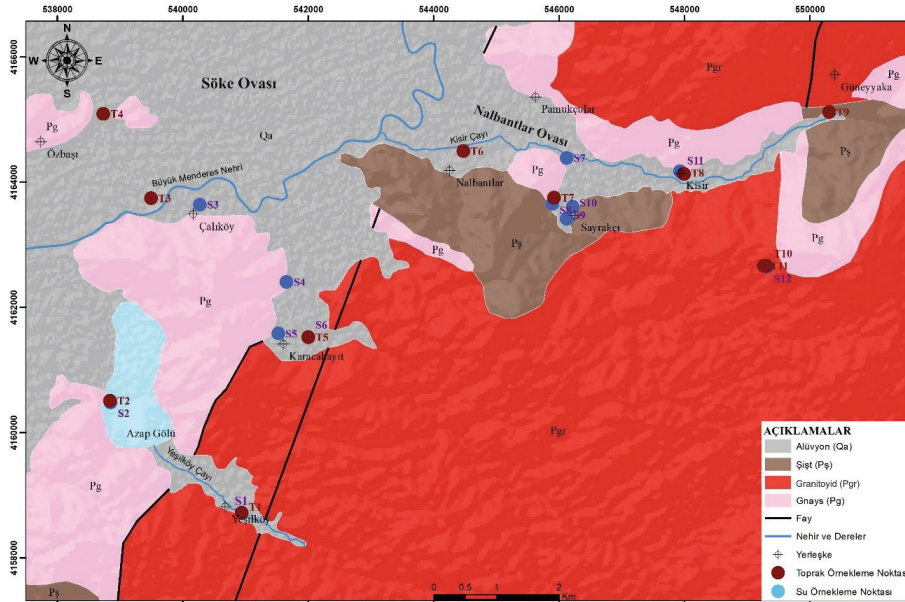 538000
540000
542000
544000
546000
548000
550000
4166000
4164000
4162000
4160000
4158000
N
W
E
S
Söke Ovası
Pgr
Pg
Güneyyaka
Pamukçular
T4
Pg
Özbaşı
Qa
Nalbantlar Ovası
Kisir Çayı
T9
T6
S7
Pş
Büyük Menderes Nehri
Nalbantlar
Pg
S11
T8
Kisir
T3
S3
Çalıköy
T7
S8
S10
S9
Sayrakçı
Pg
Pş
Pg
T10
T11
S12
S4
Pg
S6
S5
T5
Karacahayıt
T2
S2
Azap Gölü
Pgr
Yeşilköy Çayı
Pg
S1
T1
Yeşilköy
Pş
0
0.5
1
2
Km
AÇIKLAMALAR
Alüvyon (Qa)
Şişt (Pş)
Granitoyid (Pgr)
Gnays (Pg)
Fay
Nehir ve Dereler
Yerleşke
Toprak Örnekleme Noktas
Su Örnekleme Noktası